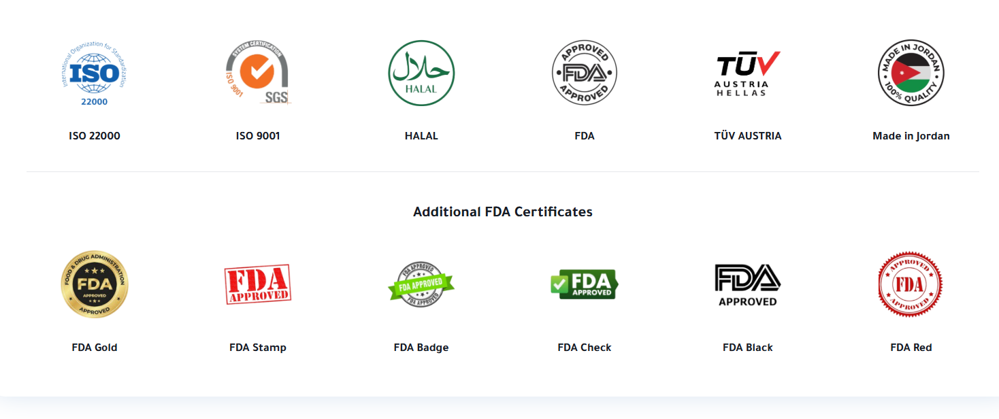 International Organization for Standardization
ISO
22000
SYSTEM CERTIFICATION
ISO 9001
SGS
حلال
HALAL
APPROVED
FDA
APPROVED
TÜV
AUSTRIA
HELLAS
MADE IN JORDAN
100% QUALITY
ISO 22000
ISO 9001
HALAL
FDA
TÜV AUSTRIA
Made in Jordan
Additional FDA Certificates
FOOD & DRUG ADMINISTRATION
FDA
APPROVED
APPROVED
FDA
APPROVED
FDA APPROVED
FDA APPROVED
FDA APPROVED
FDA
APPROVED
FDA
APPROVED
APPROVED
FDA
APPROVED
FDA Gold
FDA Stamp
FDA Badge
FDA Check
FDA Black
FDA Red